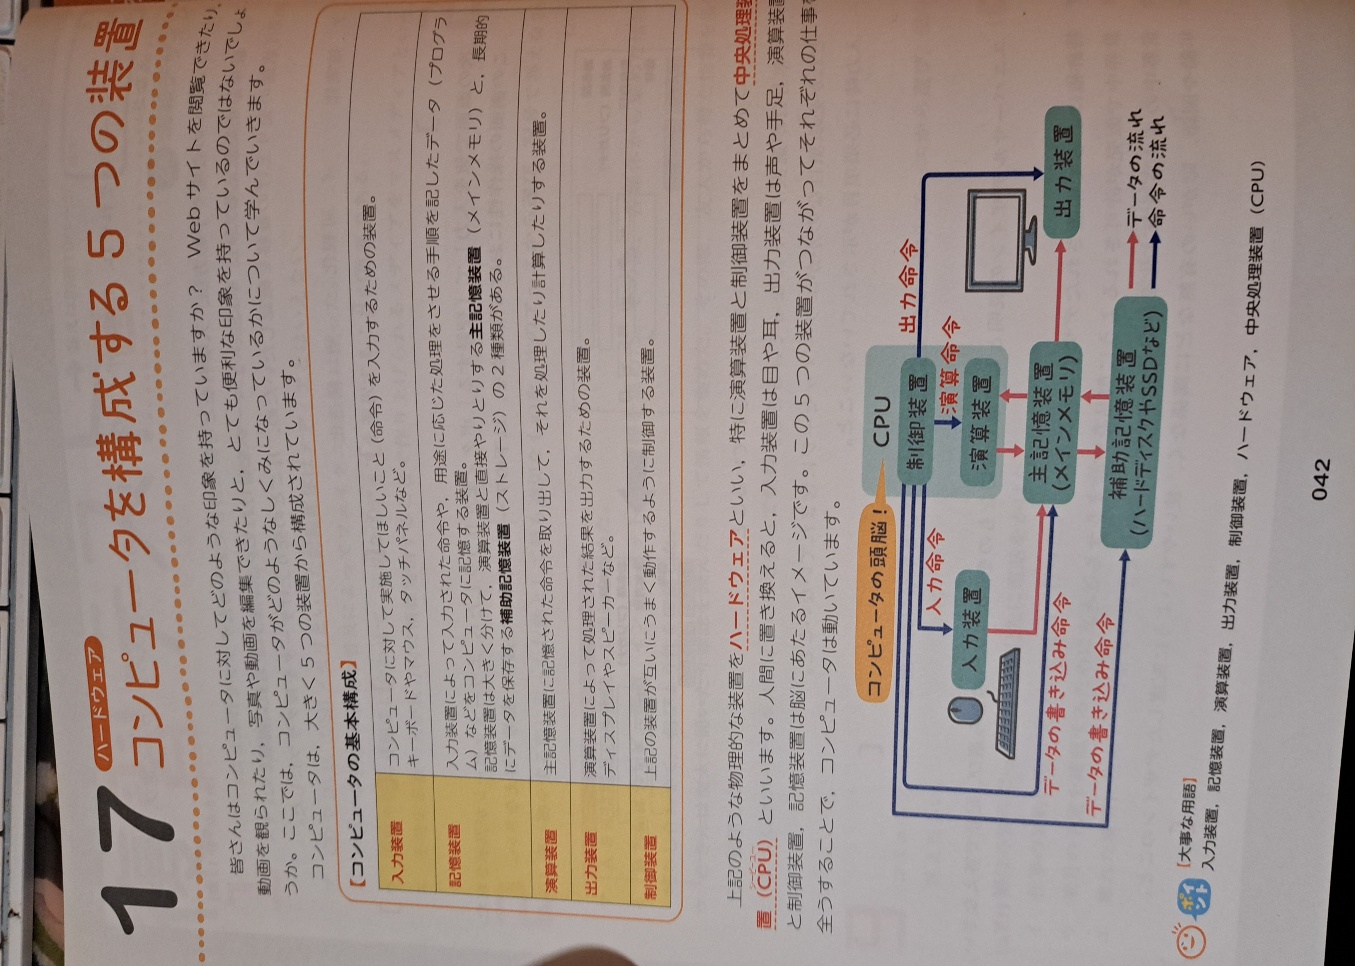 ハードウェア
17 コンピュータを構成する5つの装置
皆さんはコンピュータに対してどのような印象を持っていますか? Webサイトを閲覧できたり、
動画を観られたり、写真や動画を編集できたりと、とても便利な印象を持っているのではないでしょ
うか。ここでは、コンピュータがどのようなしくみになっているかについて学んでいきます。
コンピュータは、大きく5つの装置から構成されています。
【コンピュータの基本構成】
入力装置 コンピュータに対して実施してほしいこと(命令)を入力するための装置。
キーボードやマウス、タッチパネルなど。
記憶装置 入力装置によって入力された命令や、用途に応じた処理をさせる手順を記したデータ(プログラ
ム)などをコンピュータに記憶する装置。
記憶装置は大きく分けて、演算装置と直接やりとりする主記憶装置(メインメモリ)と、長期的
にデータを保存する補助記憶装置(ストレージ)の2種類がある。
演算装置 主記憶装置に記憶された命令を取り出して、それを処理したり計算したりする装置。
出力装置 演算装置によって処理された結果を出力するための装置。
ディスプレイやスピーカーなど。
制御装置 上記の装置が互いにうまく動作するように制御する装置。
上記のような物理的な装置をハードウェアといい、特に演算装置と制御装置をまとめて中央処理装
置(CPU)といいます。人間に置き換えると、入力装置は目や耳、出力装置は声や手足、演算装置
と制御装置、記憶装置は脳にあたるイメージです。この5つの装置がつながってそれぞれの仕事を
全うすることで、コンピュータは動いています。
コンピュータの頭脳!
CPU
制御装置
出力命令
演算命令
演算装置
入力命令
入力装置
主記憶装置
(メインメモリ)
出力装置
補助記憶装置
(ハードディスクやSSDなど)
データの書き込み命令
データの書き込み命令
データの流れ
命令の流れ
ポイント
【大事な用語】
入力装置、記憶装置、演算装置、出力装置、制御装置、ハードウェア、中央処理装置(CPU)
042